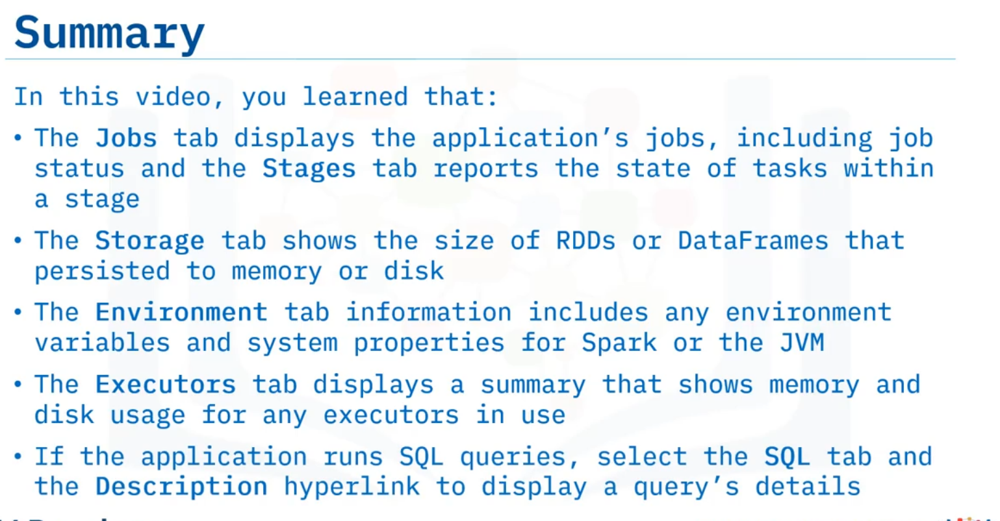 Summary
In this video, you learned that:
• The Jobs tab displays the application’s jobs, including job
status and the Stages tab reports the state of tasks within
a stage
• The Storage tab shows the size of RDDs or DataFrames that
persisted to memory or disk
• The Environment tab information includes any environment
variables and system properties for Spark or the JVM
• The Executors tab displays a summary that shows memory and
disk usage for any executors in use
• If the application runs SQL queries, select the SQL tab and
the Description hyperlink to display a query’s details